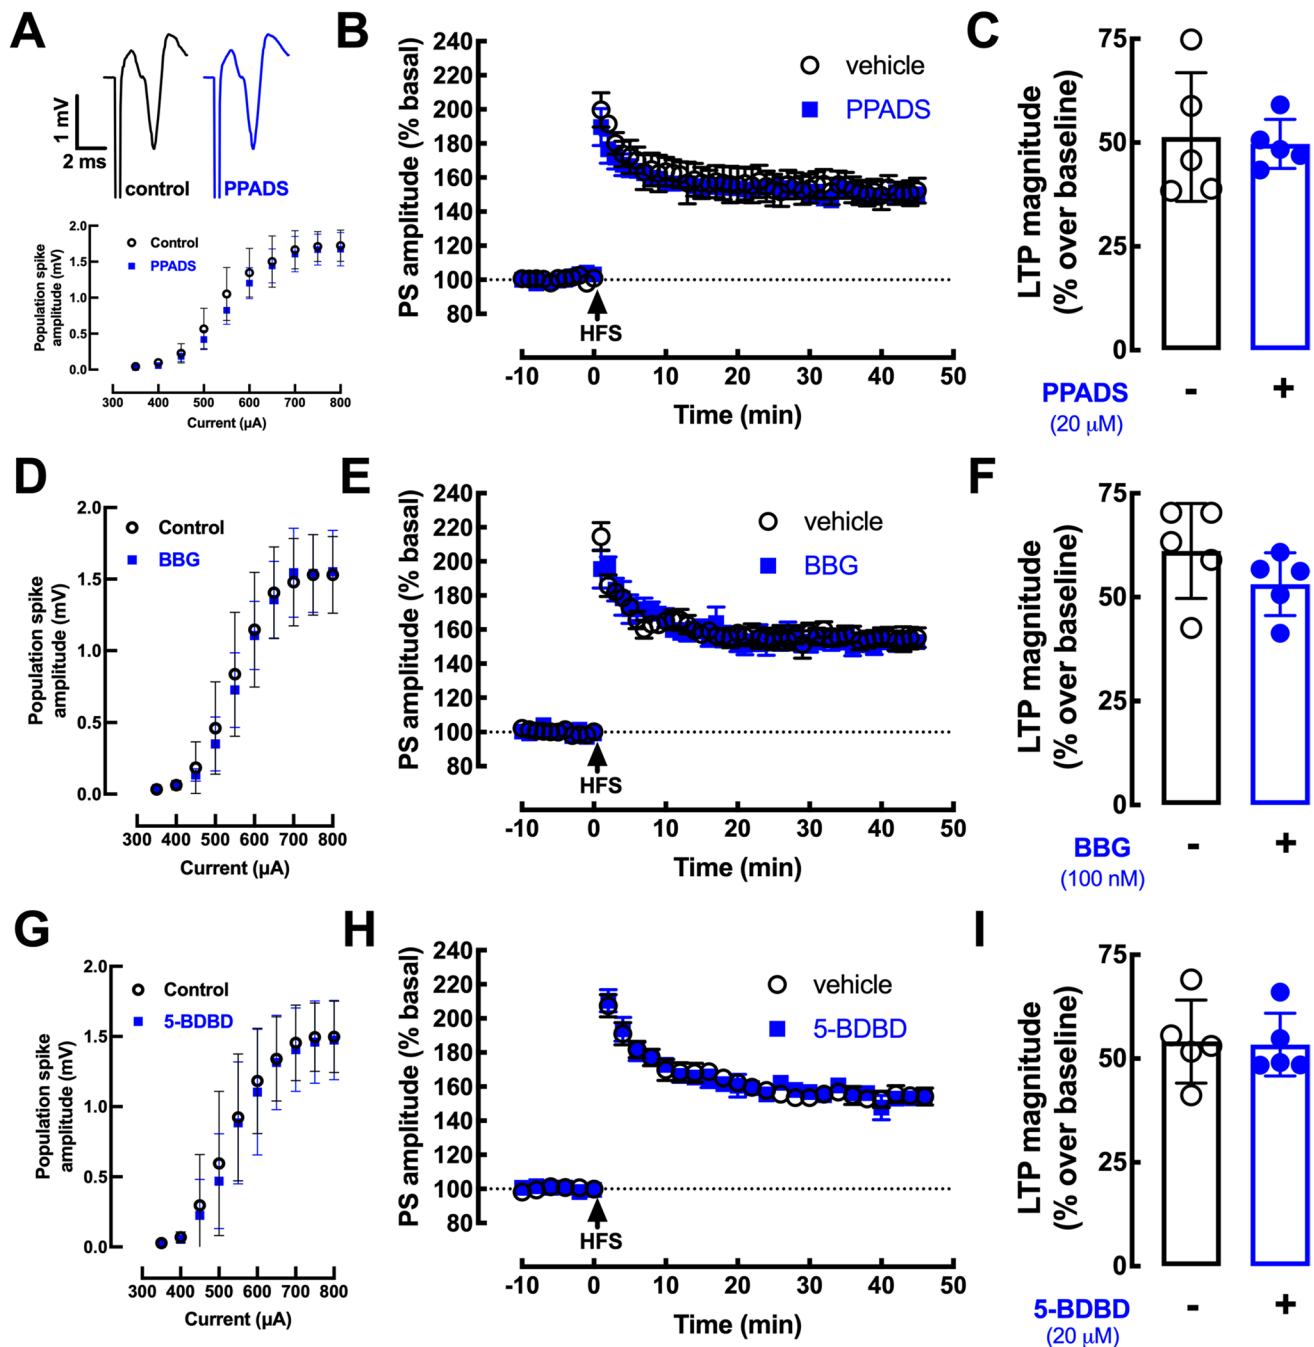 A
1 mV
2 ms
control
PPADS
Population spike
amplitude (mV)
2.0
1.5
1.0
0.5
0.0
Control
PPADS
300 400 500 600 700 800
Current (µA)
B
PS amplitude (% basal)
240
220
200
180
160
140
120
100
80
vehicle
PPADS
HFS
-10 0 10 20 30 40 50
Time (min)
C
LTP magnitude
(% over baseline)
75
50
25
0
PPADS - +
(20 µM)
D
Population spike
amplitude (mV)
2.0
1.5
1.0
0.5
0.0
Control
BBG
300 400 500 600 700 800
Current (µA)
E
PS amplitude (% basal)
240
220
200
180
160
140
120
100
80
vehicle
BBG
HFS
-10 0 10 20 30 40 50
Time (min)
F
LTP magnitude
(% over baseline)
75
50
25
0
BBG - +
(100 nM)
G
Population spike
amplitude (mV)
2.0
1.5
1.0
0.5
0.0
Control
5-BDBD
300 400 500 600 700 800
Current (µA)
H
PS amplitude (% basal)
240
220
200
180
160
140
120
100
80
vehicle
5-BDBD
HFS
-10 0 10 20 30 40 50
Time (min)
I
LTP magnitude
(% over baseline)
75
50
25
0
5-BDBD - +
(20 µM)